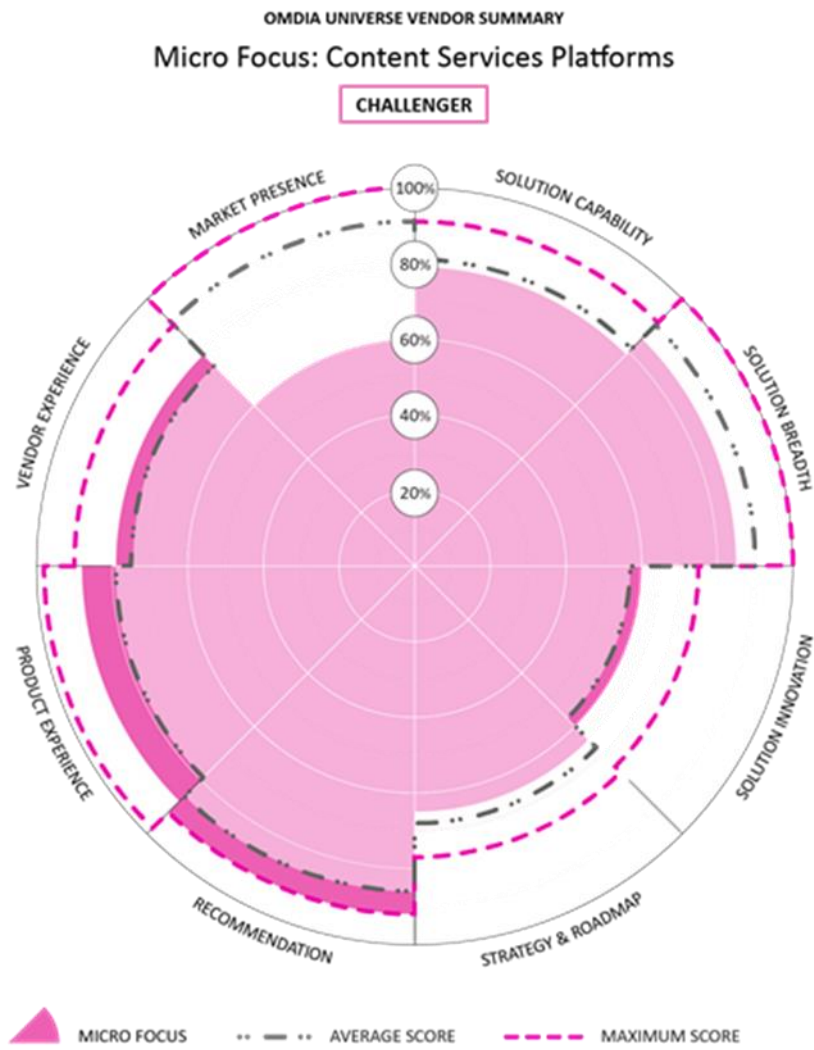 OMDIA UNIVERSE VENDOR SUMMARY
Micro Focus: Content Services Platforms
CHALLENGER
MARKET PRESENCE
SOLUTION CAPABILITY
SOLUTION BREADTH
SOLUTION INNOVATION
STRATEGY & ROADMAP
RECOMMENDATION
PRODUCT EXPERIENCE
VENDOR EXPERIENCE
100%
80%
60%
40%
20%
MICRO FOCUS
AVERAGE SCORE
MAXIMUM SCORE